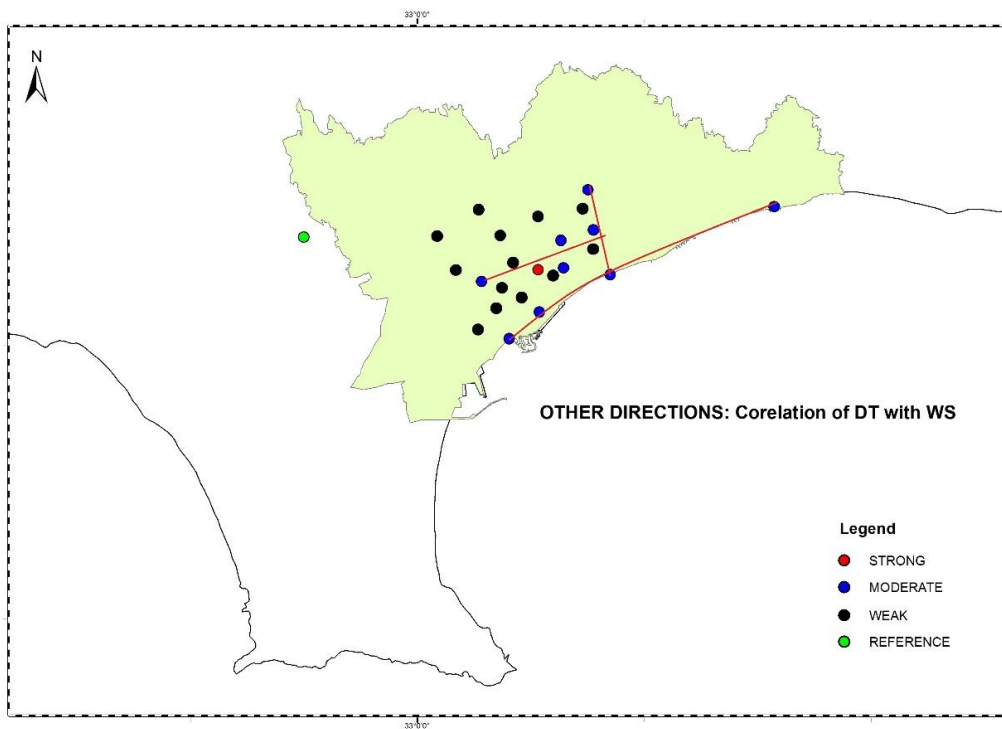 33°0'0"
N
OTHER DIRECTIONS: Corelation of DT with WS
Legend
STRONG
MODERATE
WEAK
REFERENCE
33°0'0"